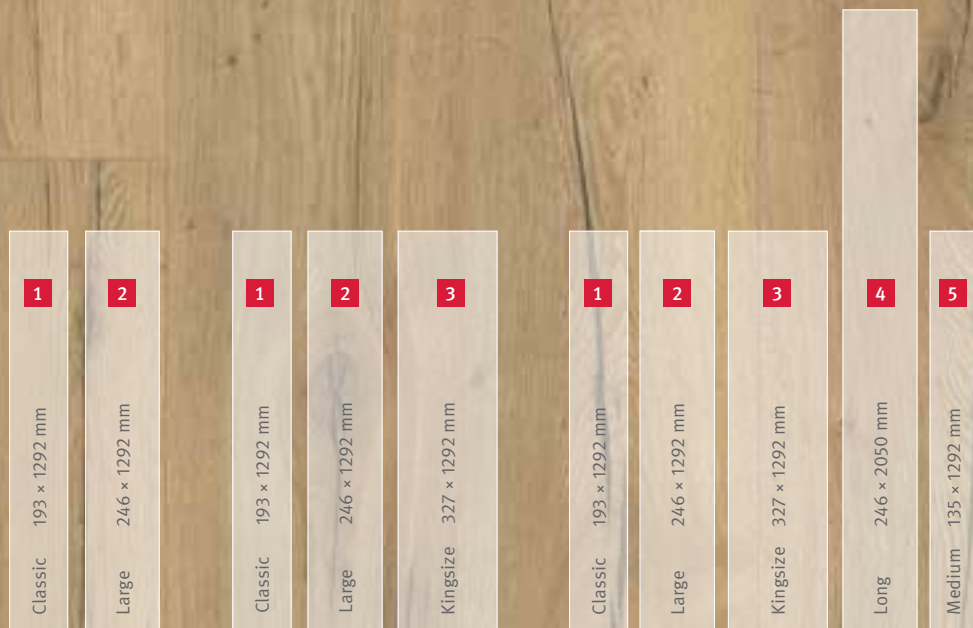 1
Classic 193 × 1292 mm
2
Large 246 × 1292 mm
1
Classic 193 × 1292 mm
2
Large 246 × 1292 mm
3
Kingsize 327 × 1292 mm
1
Classic 193 × 1292 mm
2
Large 246 × 1292 mm
3
Kingsize 327 × 1292 mm
4
Long 246 × 2050 mm
5
Medium 135 × 1292 mm